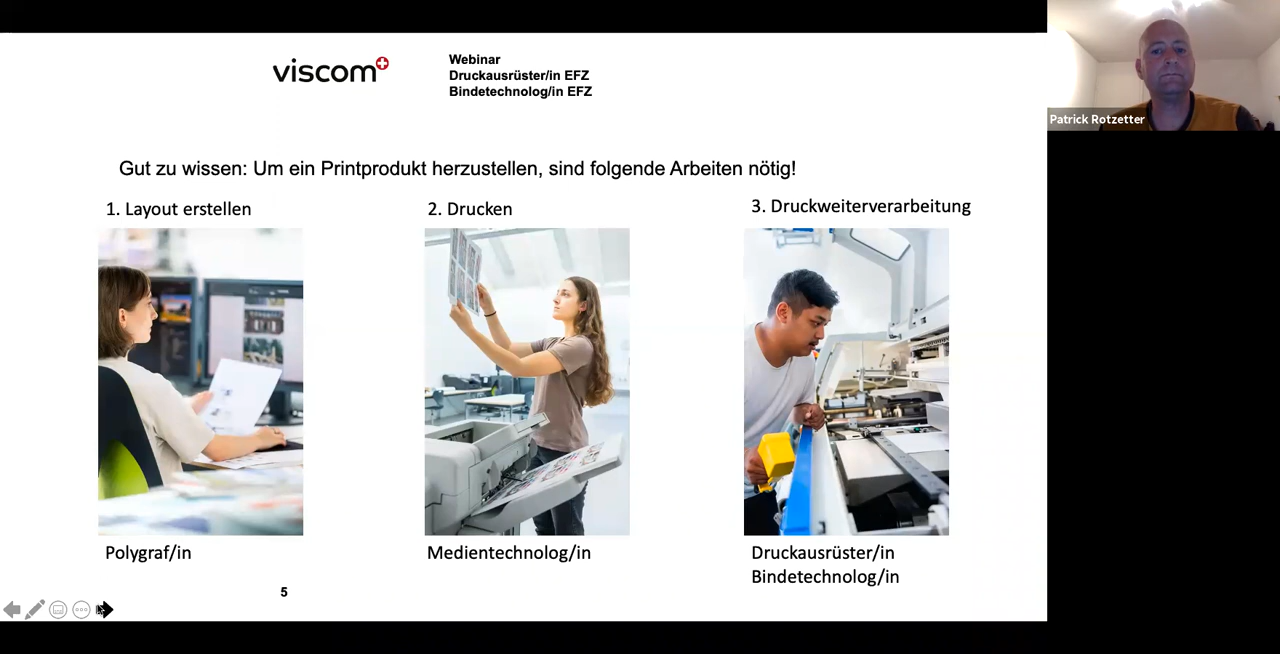 viscom
Webinar
Druckausrüster/in EFZ
Bindetechnolog/in EFZ
Patrick Rotzetter
Gut zu wissen: Um ein Printprodukt herzustellen, sind folgende Arbeiten nötig!
1. Layout erstellen
2. Drucken
3. Druckweiterverarbeitung
Polygraf/in
Medientechnolog/in
Druckausrüster/in
Bindetechnolog/in
5